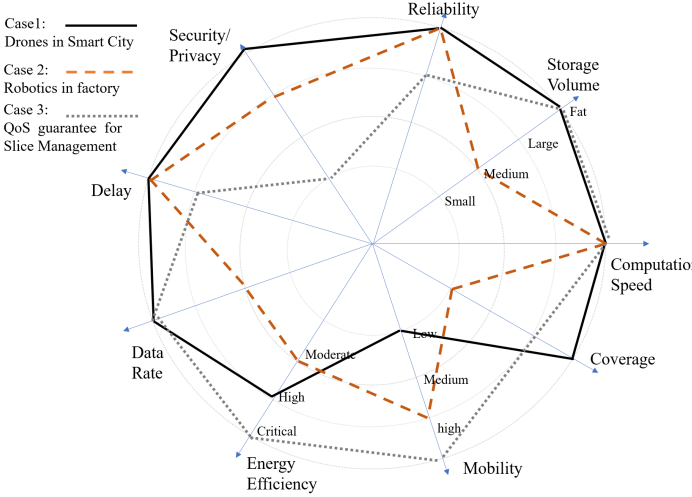 Case1:
Drones in Smart City
Case 2:
Robotics in factory
Case 3:
QoS guarantee for
Slice Management
Reliability
Security/
Privacy
Storage
Volume
Fat
Large
Medium
Small
Delay
Computation
Speed
Coverage
Low
Moderate
Data
Rate
Medium
High
high
Critical
Energy
Efficiency
Mobility